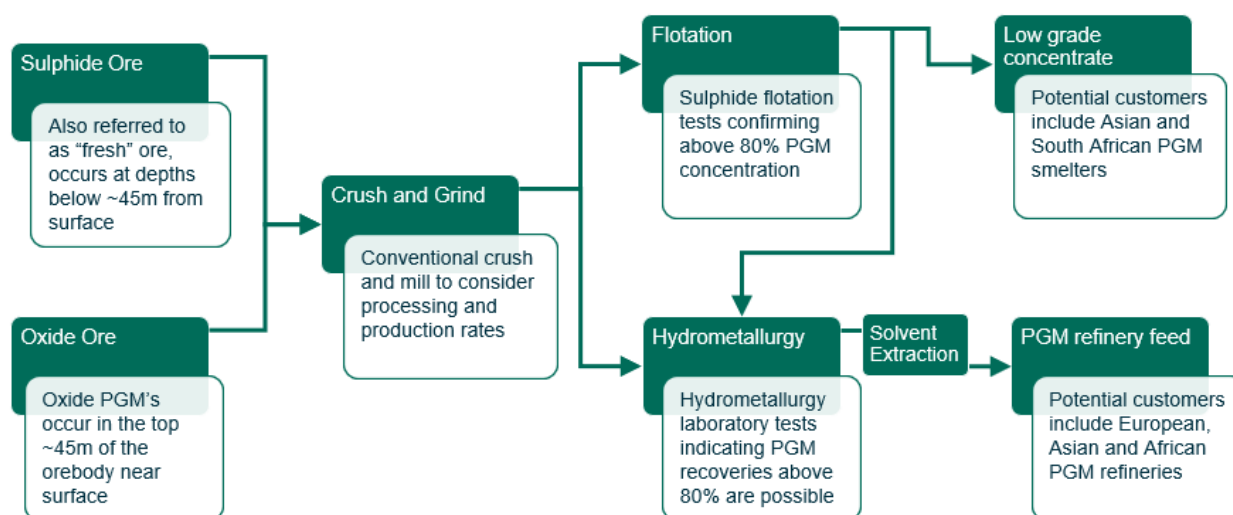 Sulphide Ore
Also referred to
as “fresh” ore,
occurs at depths
below ~45m from
surface
Oxide Ore
Oxide PGM’s
occur in the top
~45m of the
orebody near
surface
Crush and Grind
Conventional crush
and mill to consider
processing and
production rates
Flotation
Sulphide flotation
tests confirming
above 80% PGM
concentration
Low grade
concentrate
Potential customers
include Asian and
South African PGM
smelters
Hydrometallurgy
Hydrometallurgy
laboratory tests
indicating PGM
recoveries above
80% are possible
Solvent
Extraction
PGM refinery feed
Potential customers
include European,
Asian and African
PGM refineries